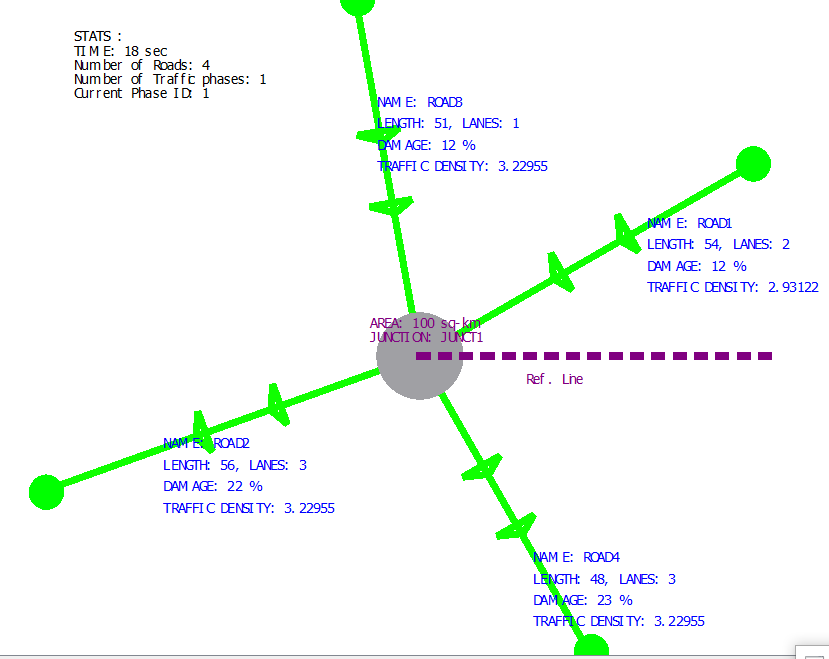 STATS :
TIME: 18 sec
Number of Roads: 4
Number of Traffic phases: 1
Current Phase ID: 1
NAME: ROAD3
LENGTH: 51, LANES: 1
DAMAGE: 12 %
TRAFFIC DENSITY: 3.22955
NAME: ROAD1
LENGTH: 54, LANES: 2
DAMAGE: 12 %
TRAFFIC DENSITY: 2.93122
AREA: 100 sq-km
JUNCTION: JUNCT1
Ref. Line
NAME: ROAD2
LENGTH: 56, LANES: 3
DAMAGE: 22 %
TRAFFIC DENSITY: 3.22955
NAME: ROAD4
LENGTH: 48, LANES: 3
DAMAGE: 23 %
TRAFFIC DENSITY: 3.22955